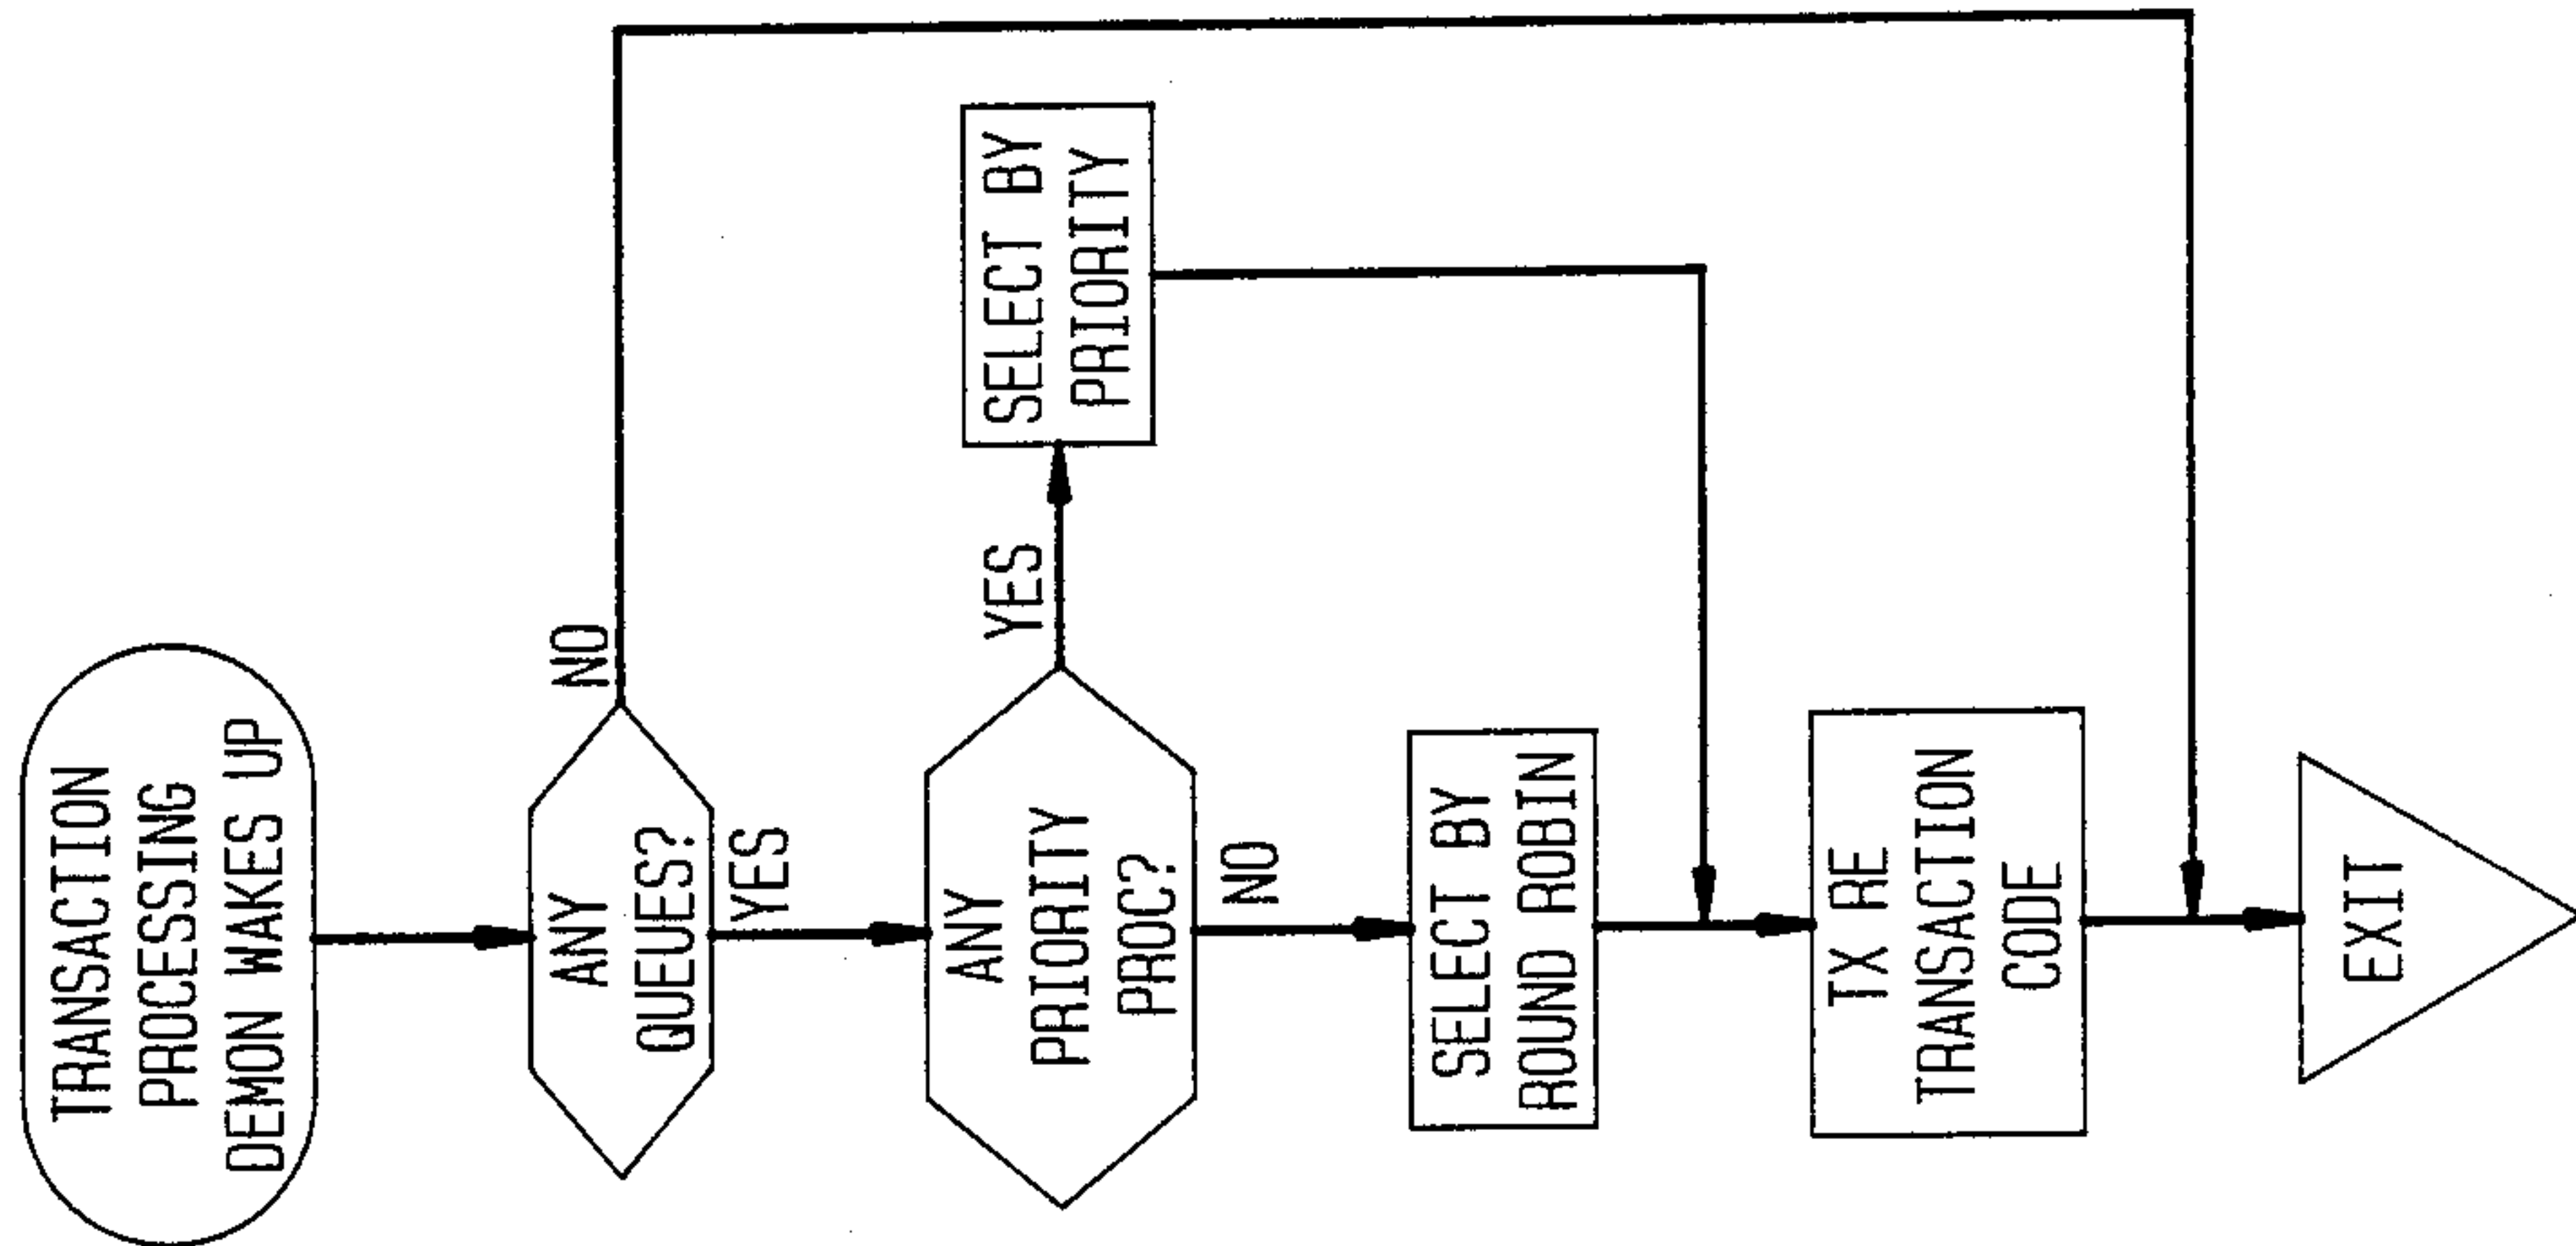 TRANSACTION
PROCESSING
DEMON WAKES UP
ANY
QUEUES?
NO
YES
ANY
PRIORITY
PROC?
YES
SELECT BY
PRIORITY
NO
SELECT BY
ROUND ROBIN
TX RE
TRANSACTION
CODE
EXIT